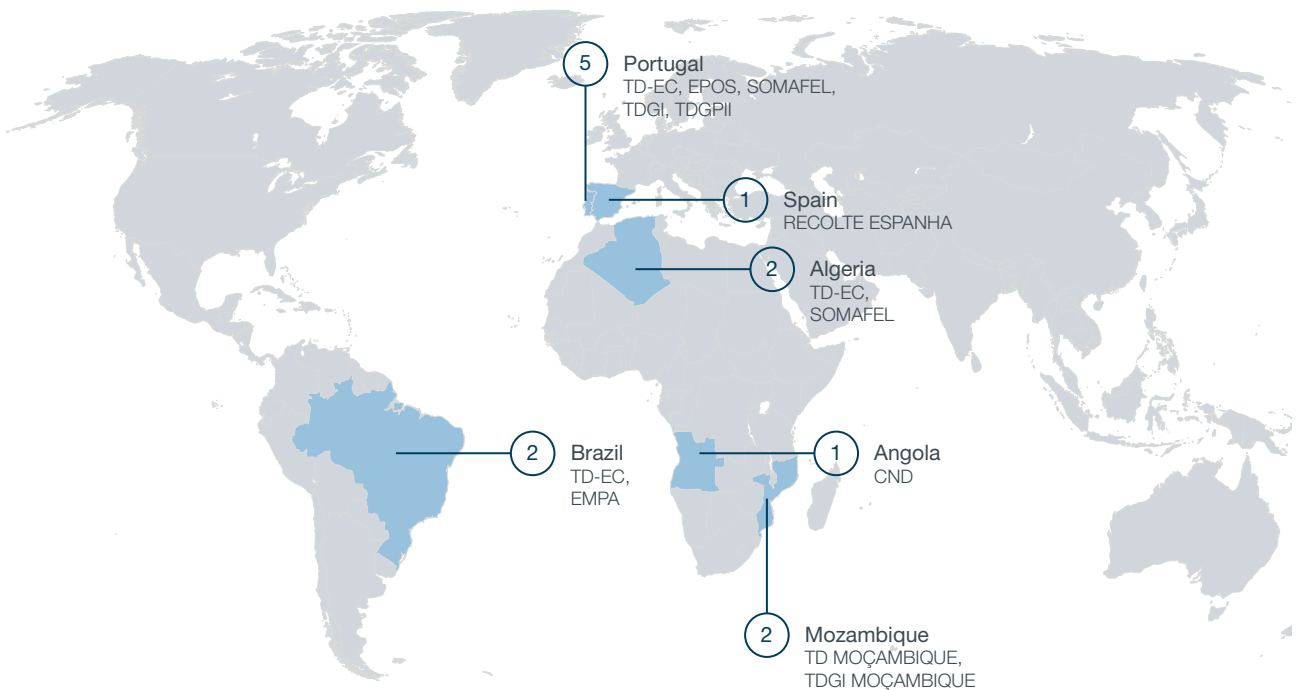 5
Portugal
TD-EC, EPOS, SOMAFEL,
TDGI, TDGPII
1
Spain
RECOLTE ESPANHA
2
Algeria
TD-EC,
SOMAFEL
2
Brazil
TD-EC,
EMPA
1
Angola
CND
2
Mozambique
TD MOÇAMBIQUE,
TDGI MOÇAMBIQUE